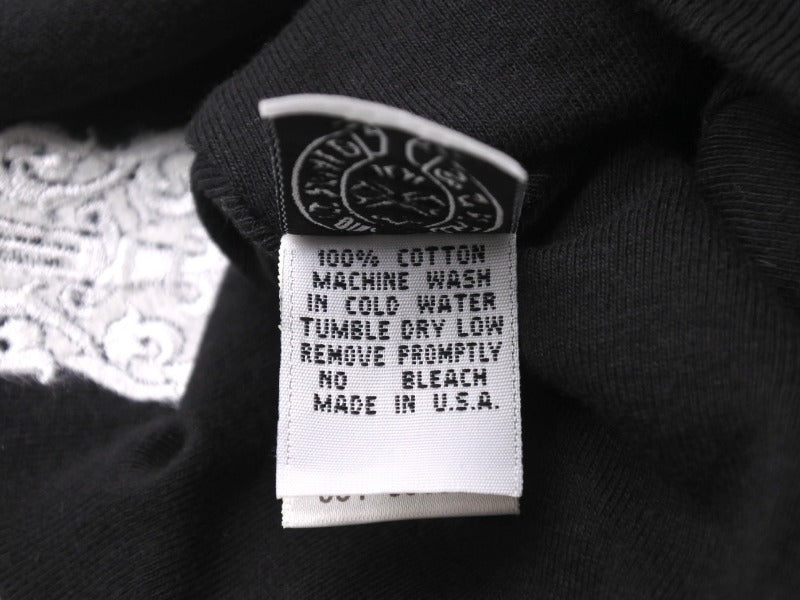 100% COTTON
MACHINE WASH
IN COLD WATER
TUMBLE DRY LOW
REMOVE PROMPTLY
NO BLEACH
MADE IN U.S.A.